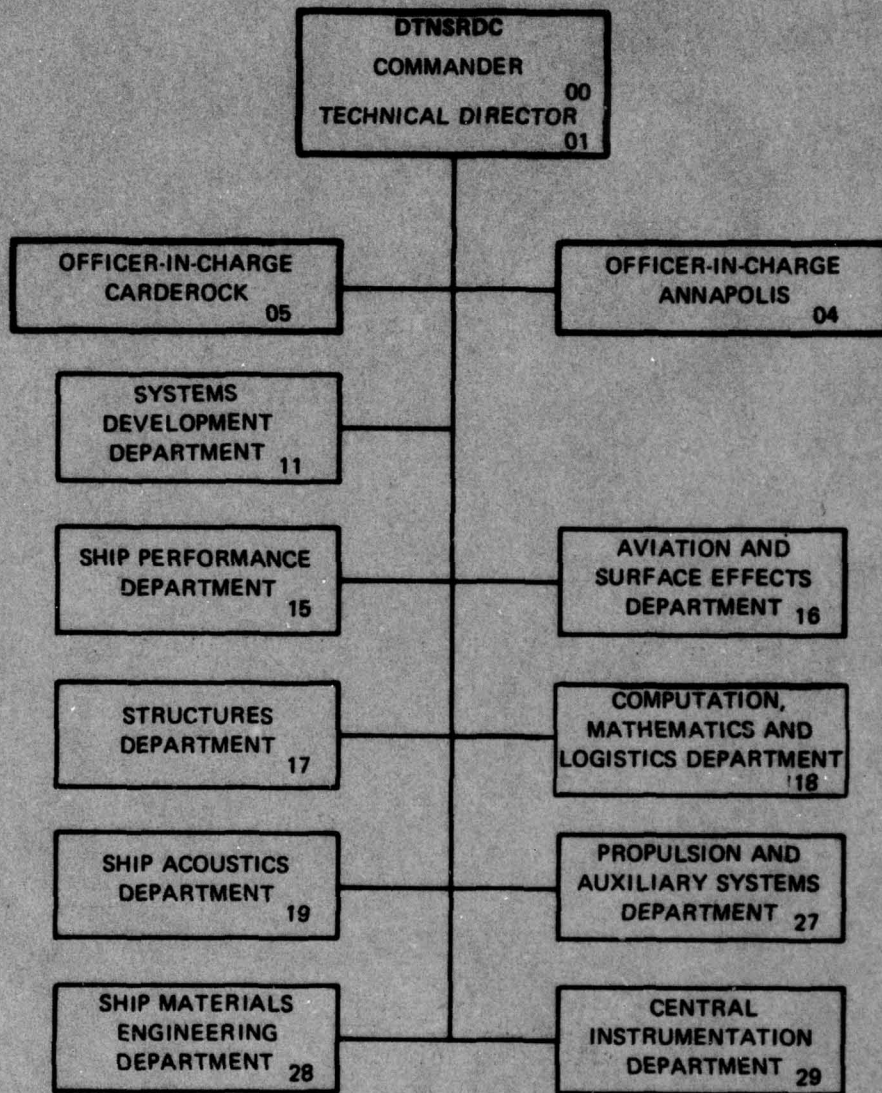 DTNSRDC
COMMANDER
00
TECHNICAL DIRECTOR
01
OFFICER-IN-CHARGE
CARDEROCK
05
OFFICER-IN-CHARGE
ANNAPOLIS
04
SYSTEMS
DEVELOPMENT
DEPARTMENT 11
SHIP PERFORMANCE
DEPARTMENT
15
AVIATION AND
SURFACE EFFECTS
DEPARTMENT 16
STRUCTURES
DEPARTMENT
17
COMPUTATION,
MATHEMATICS AND
LOGISTICS DEPARTMENT
18
SHIP ACOUSTICS
DEPARTMENT
19
PROPULSION AND
AUXILIARY SYSTEMS
DEPARTMENT 27
SHIP MATERIALS
ENGINEERING
DEPARTMENT 28
CENTRAL
INSTRUMENTATION
DEPARTMENT 29